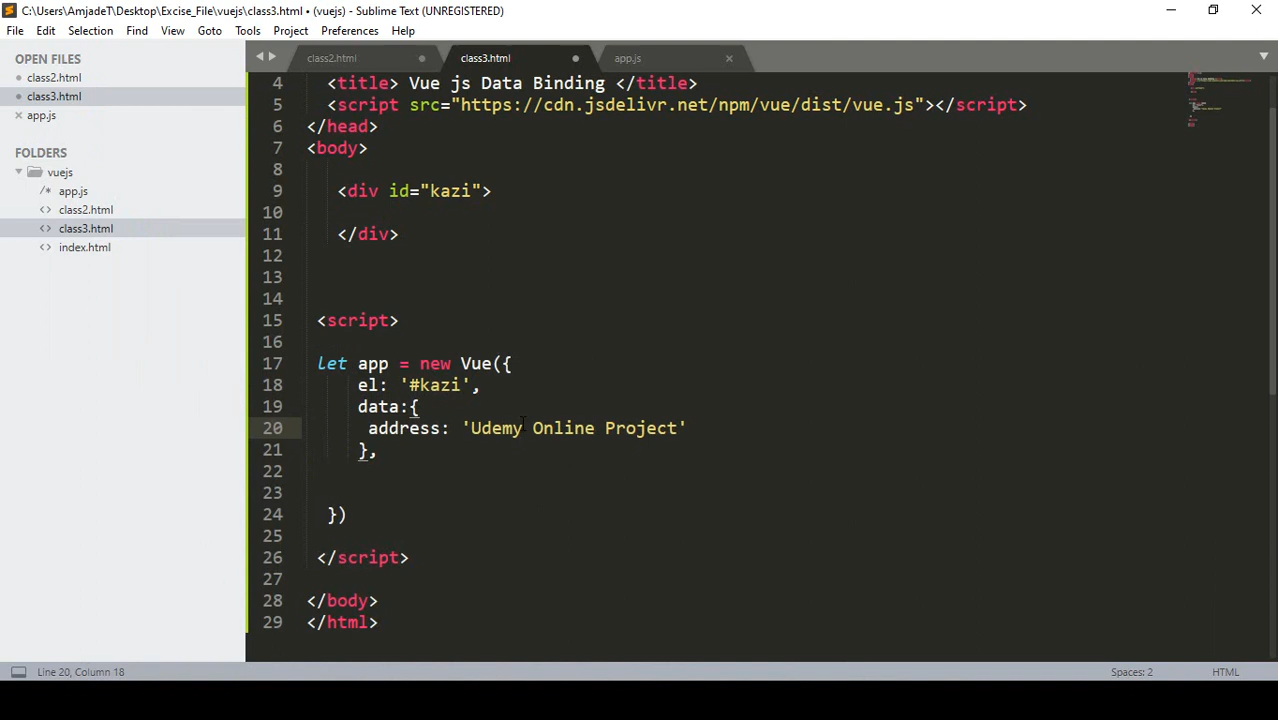 C:\Users\AmjadeT\Desktop\Excise_File\vuejs\class3.html • (vuejs) - Sublime Text (UNREGISTERED)
File Edit Selection Find View Goto Tools Project Preferences Help
OPEN FILES
class2.html
class3.html
app.js
FOLDERS
vuejs
/* app.js
<> class2.html
<> class3.html
<> index.html
class2.html class3.html app.js
4 <title> Vue js Data Binding </title>
5 <script src="https://cdn.jsdelivr.net/npm/vue/dist/vue.js"></script>
6 </head>
7 <body>
8
9 <div id="kazi">
10
11 </div>
12
13
14
15 <script>
16
17 let app = new Vue({
18 el: '#kazi',
19 data:{
20 address: 'Udemy Online Project'
21 },
22
23
24 })
25
26 </script>
27
28 </body>
29 </html>
Line 20, Column 18 Spaces: 2 HTML